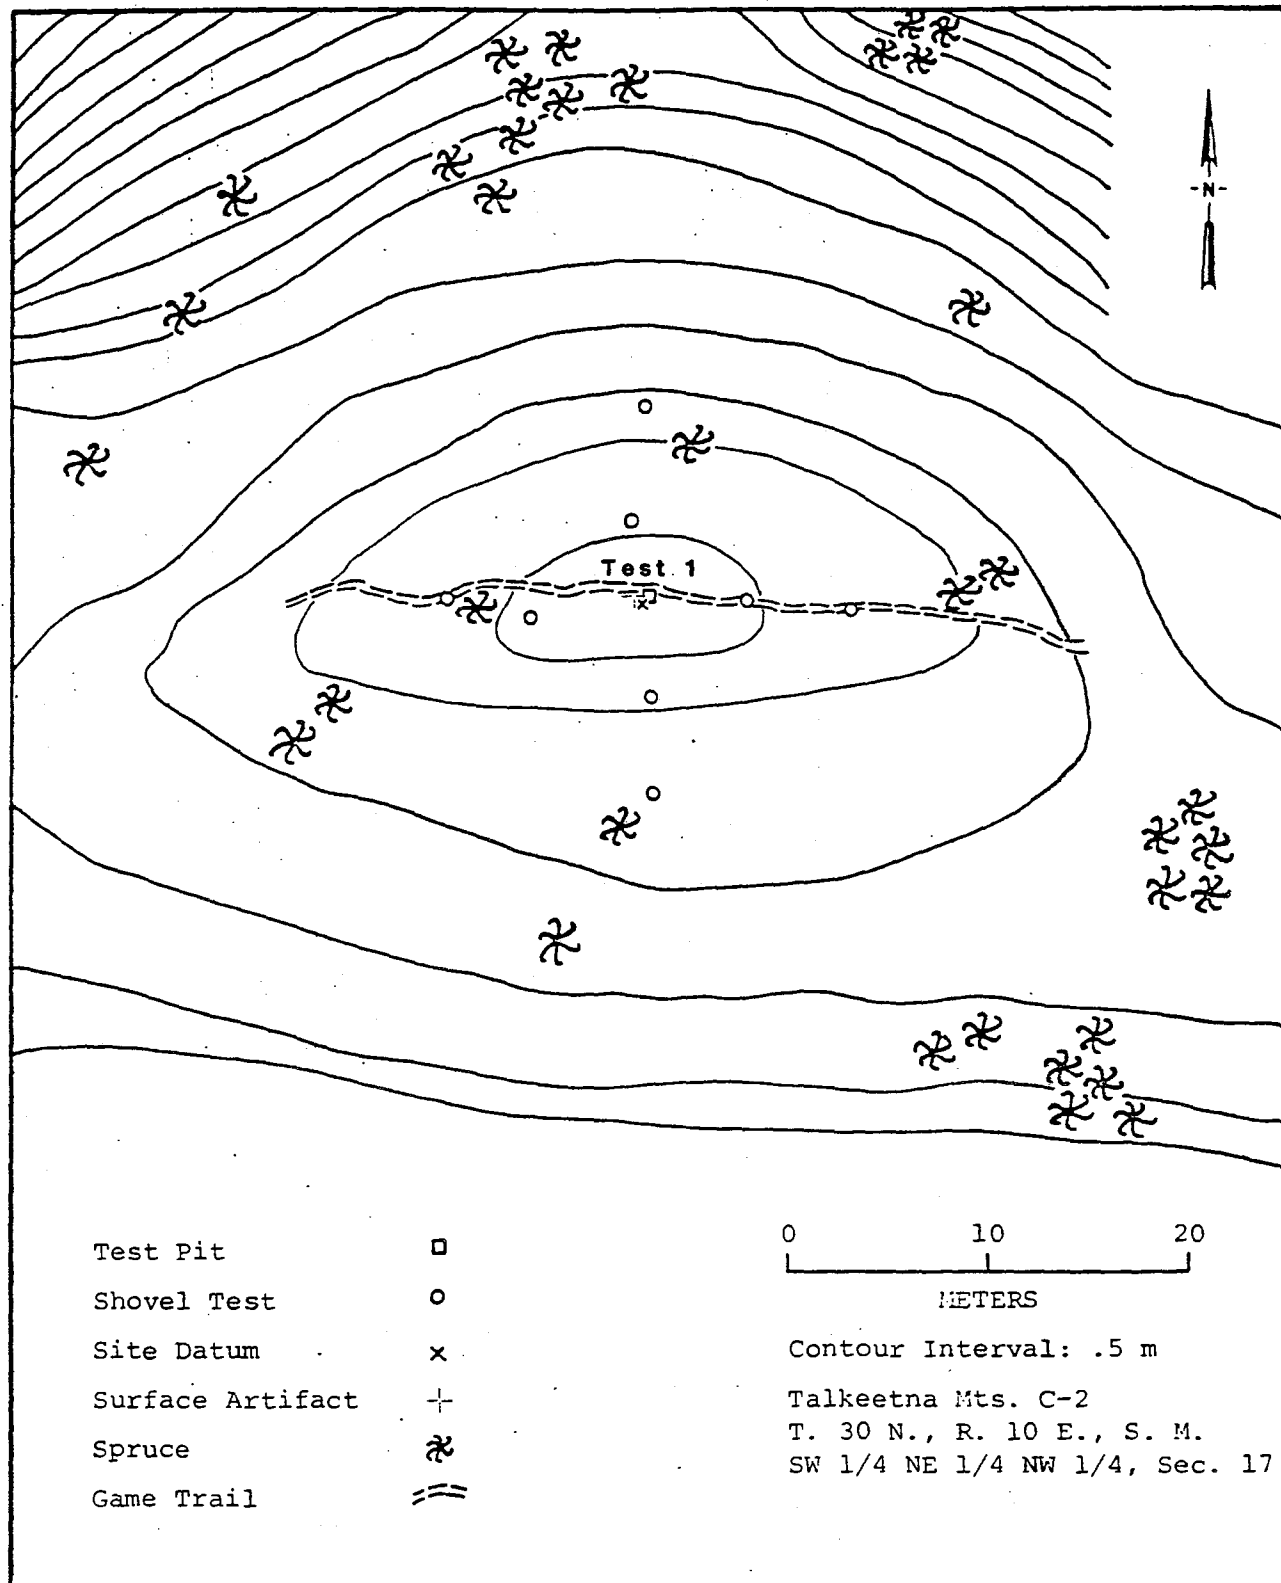 -N-
Test 1
Test Pit
Shovel Test
Site Datum
Surface Artifact
Spruce
Game Trail
0 10 20
METERS
Contour Interval: .5 m
Talkeetna Mts. C-2
T. 30 N., R. 10 E., S. M.
SW 1/4 NE 1/4 NW 1/4, Sec. 17